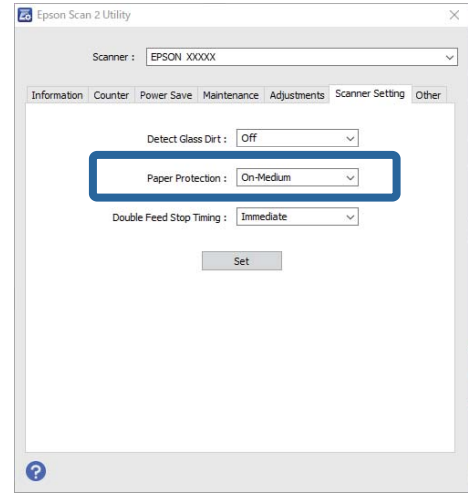 Epson Scan 2 Utility
Scanner : EPSON XXXXX
Information Counter Power Save Maintenance Adjustments Scanner Setting Other
Detect Glass Dirt : Off
Paper Protection : On-Medium
Double Feed Stop Timing : Immediate
Set
?